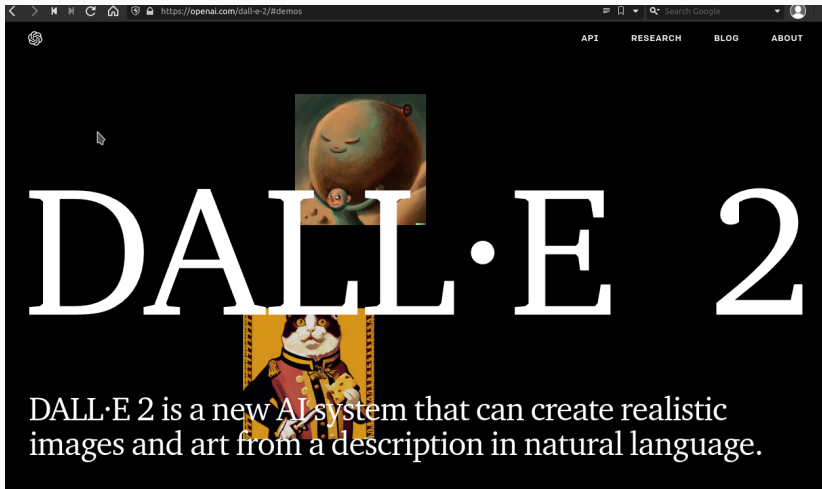 https://openai.com/dall-e-2/#demos
Search Google
API RESEARCH BLOG ABOUT
DALL·E 2
DALL·E 2 is a new AI system that can create realistic
images and art from a description in natural language.